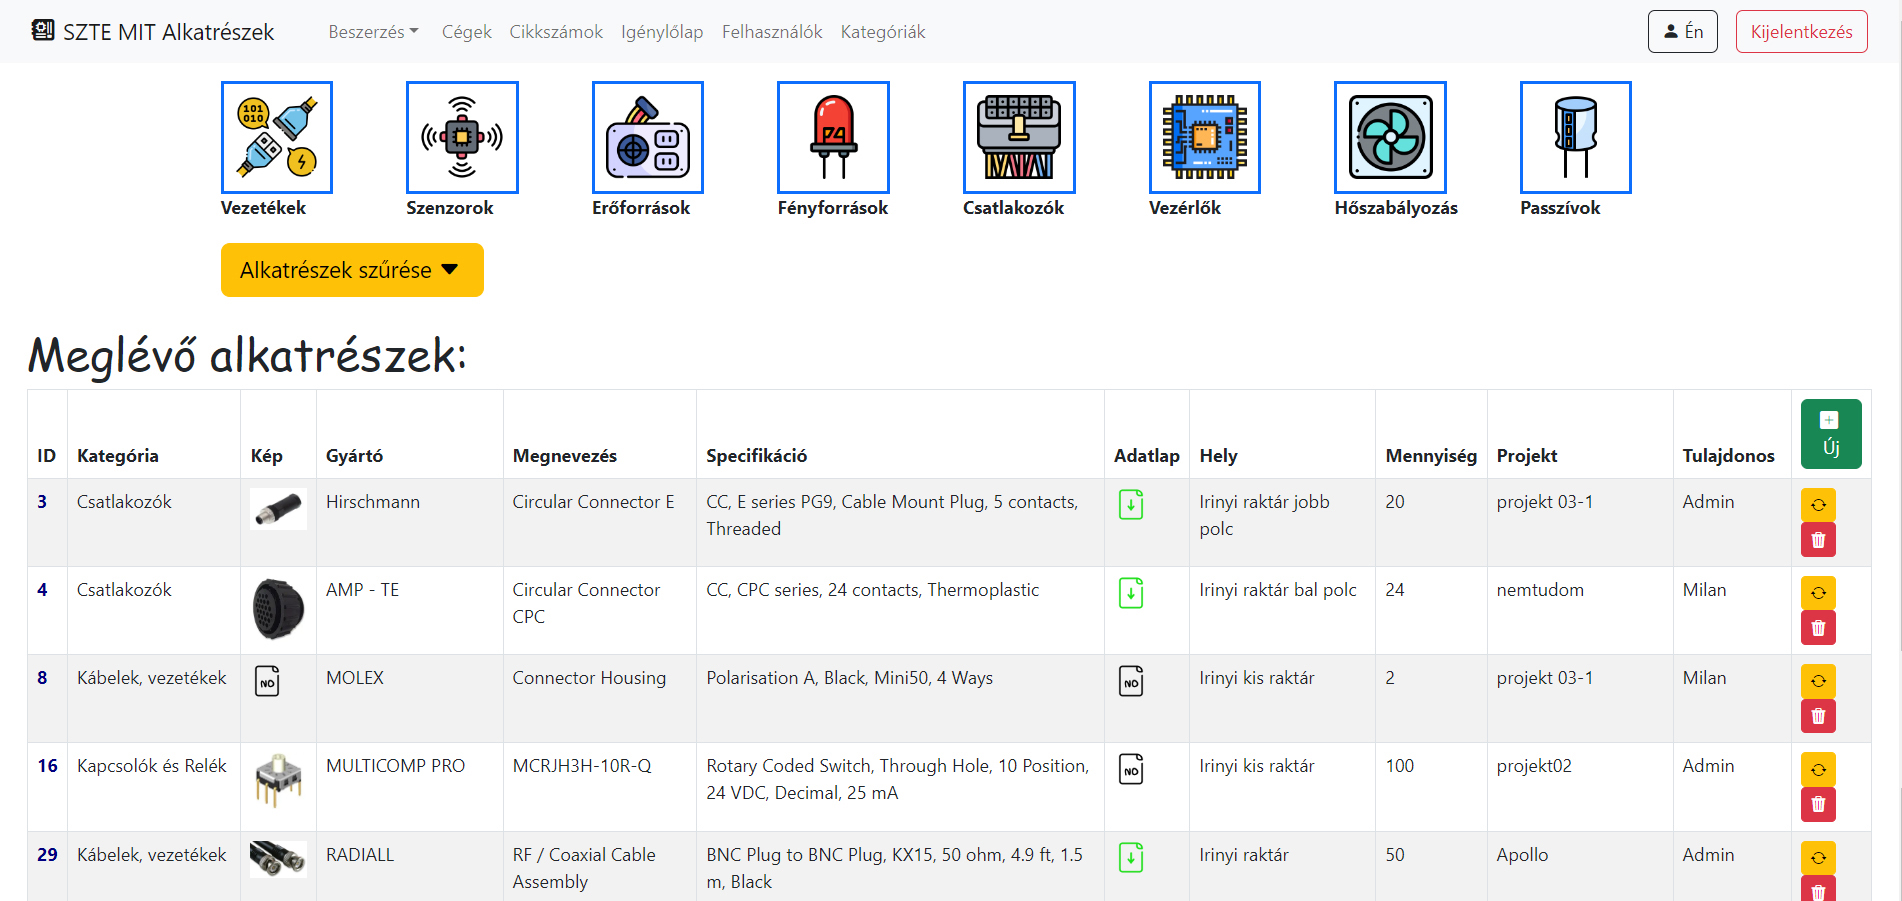 SZTE MIT Alkatrészek Beszerzés Cégek Cikkszámok Igénylőlap Felhasználók Kategóriák Én Kijelentkezés
101
010
Vezetékek Szenzorok Erőforrások Fényforrások Csatlakozók Vezérlők Hőszabályozás Passzívok
Alkatrészek szűrése
Meglévő alkatrészek:
ID Kategória Kép Gyártó Megnevezés Specifikáció Adatlap Hely Mennyiség Projekt Tulajdonos Új
3 Csatlakozók Hirschmann Circular Connector E CC, E series PG9, Cable Mount Plug, 5 contacts, Irinyi raktár jobb 20 projekt 03-1 Admin
Threaded polc
4 Csatlakozók AMP - TE Circular Connector CC, CPC series, 24 contacts, Thermoplastic Irinyi raktár bal polc 24 nemtudom Milan
CPC
8 Kábelek, vezetékek NO MOLEX Connector Housing Polarisation A, Black, Mini50, 4 Ways NO Irinyi kis raktár 2 projekt 03-1 Milan
16 Kapcsolók és Relék MULTICOMP PRO MCRJH3H-10R-Q Rotary Coded Switch, Through Hole, 10 Position, NO Irinyi kis raktár 100 projekt02 Admin
24 VDC, Decimal, 25 mA
29 Kábelek, vezetékek RADIALL RF / Coaxial Cable BNC Plug to BNC Plug, KX15, 50 ohm, 4.9 ft, 1.5 Irinyi raktár 50 Apollo Admin
Assembly m, Black